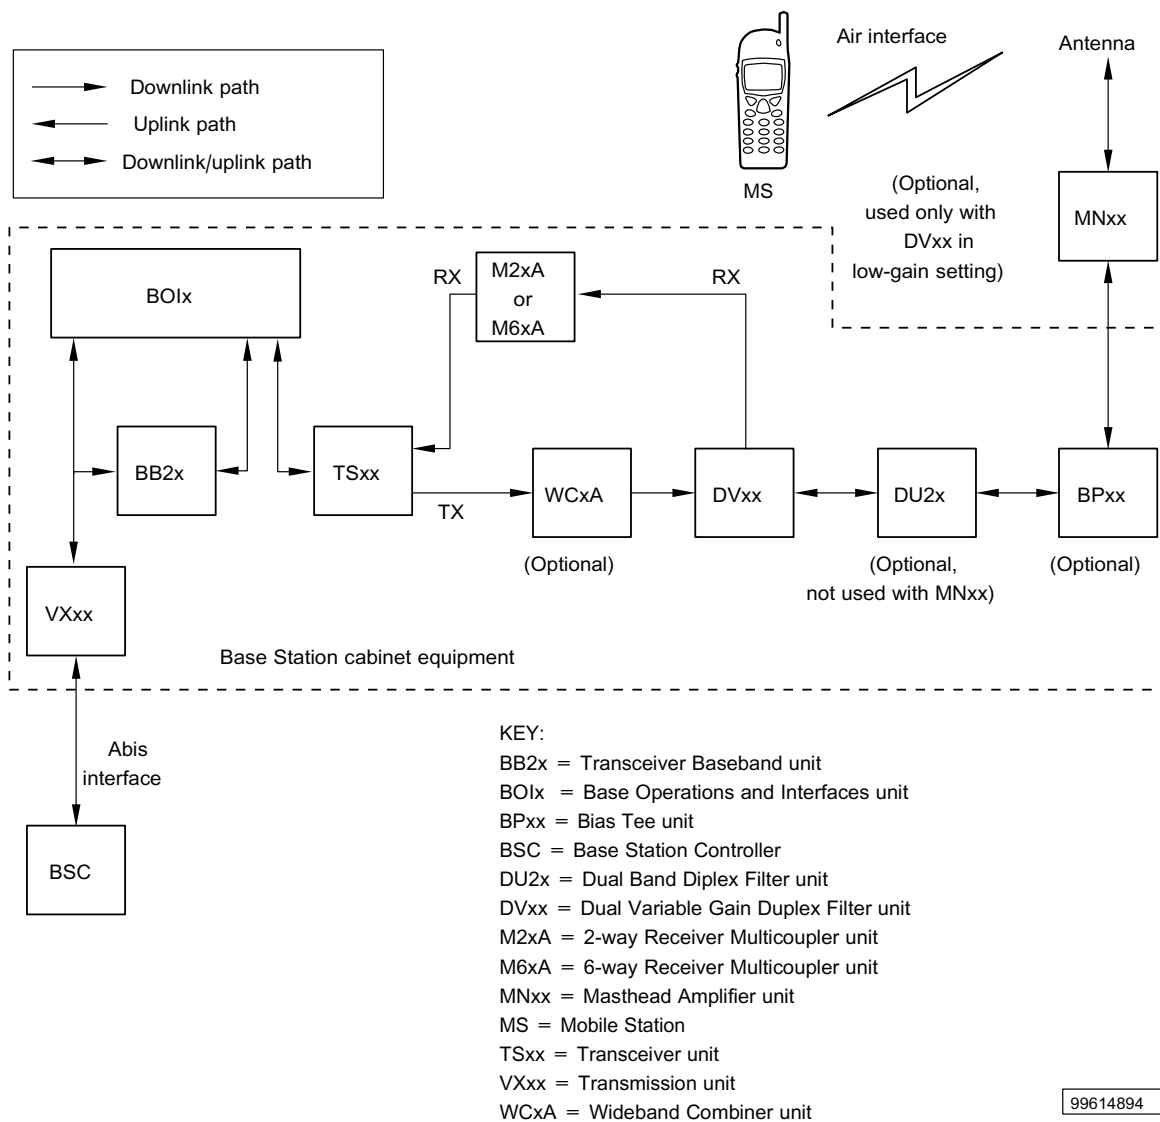 Downlink path
Uplink path
Downlink/uplink path
Air interface
Antenna
MS
(Optional,
used only with
DVxx in
low-gain setting)
MNxx
BOIx
RX
M2xA
or
M6xA
RX
BB2x
TSxx
TX
WCxA
(Optional)
DVxx
DU2x
(Optional,
not used with MNxx)
BPxx
(Optional)
VXxx
Base Station cabinet equipment
Abis
interface
BSC
KEY:
BB2x = Transceiver Baseband unit
BOIx = Base Operations and Interfaces unit
BPxx = Bias Tee unit
BSC = Base Station Controller
DU2x = Dual Band Diplex Filter unit
DVxx = Dual Variable Gain Duplex Filter unit
M2xA = 2-way Receiver Multicoupler unit
M6xA = 6-way Receiver Multicoupler unit
MNxx = Masthead Amplifier unit
MS = Mobile Station
TSxx = Transceiver unit
VXxx = Transmission unit
WCxA = Wideband Combiner unit
99614894